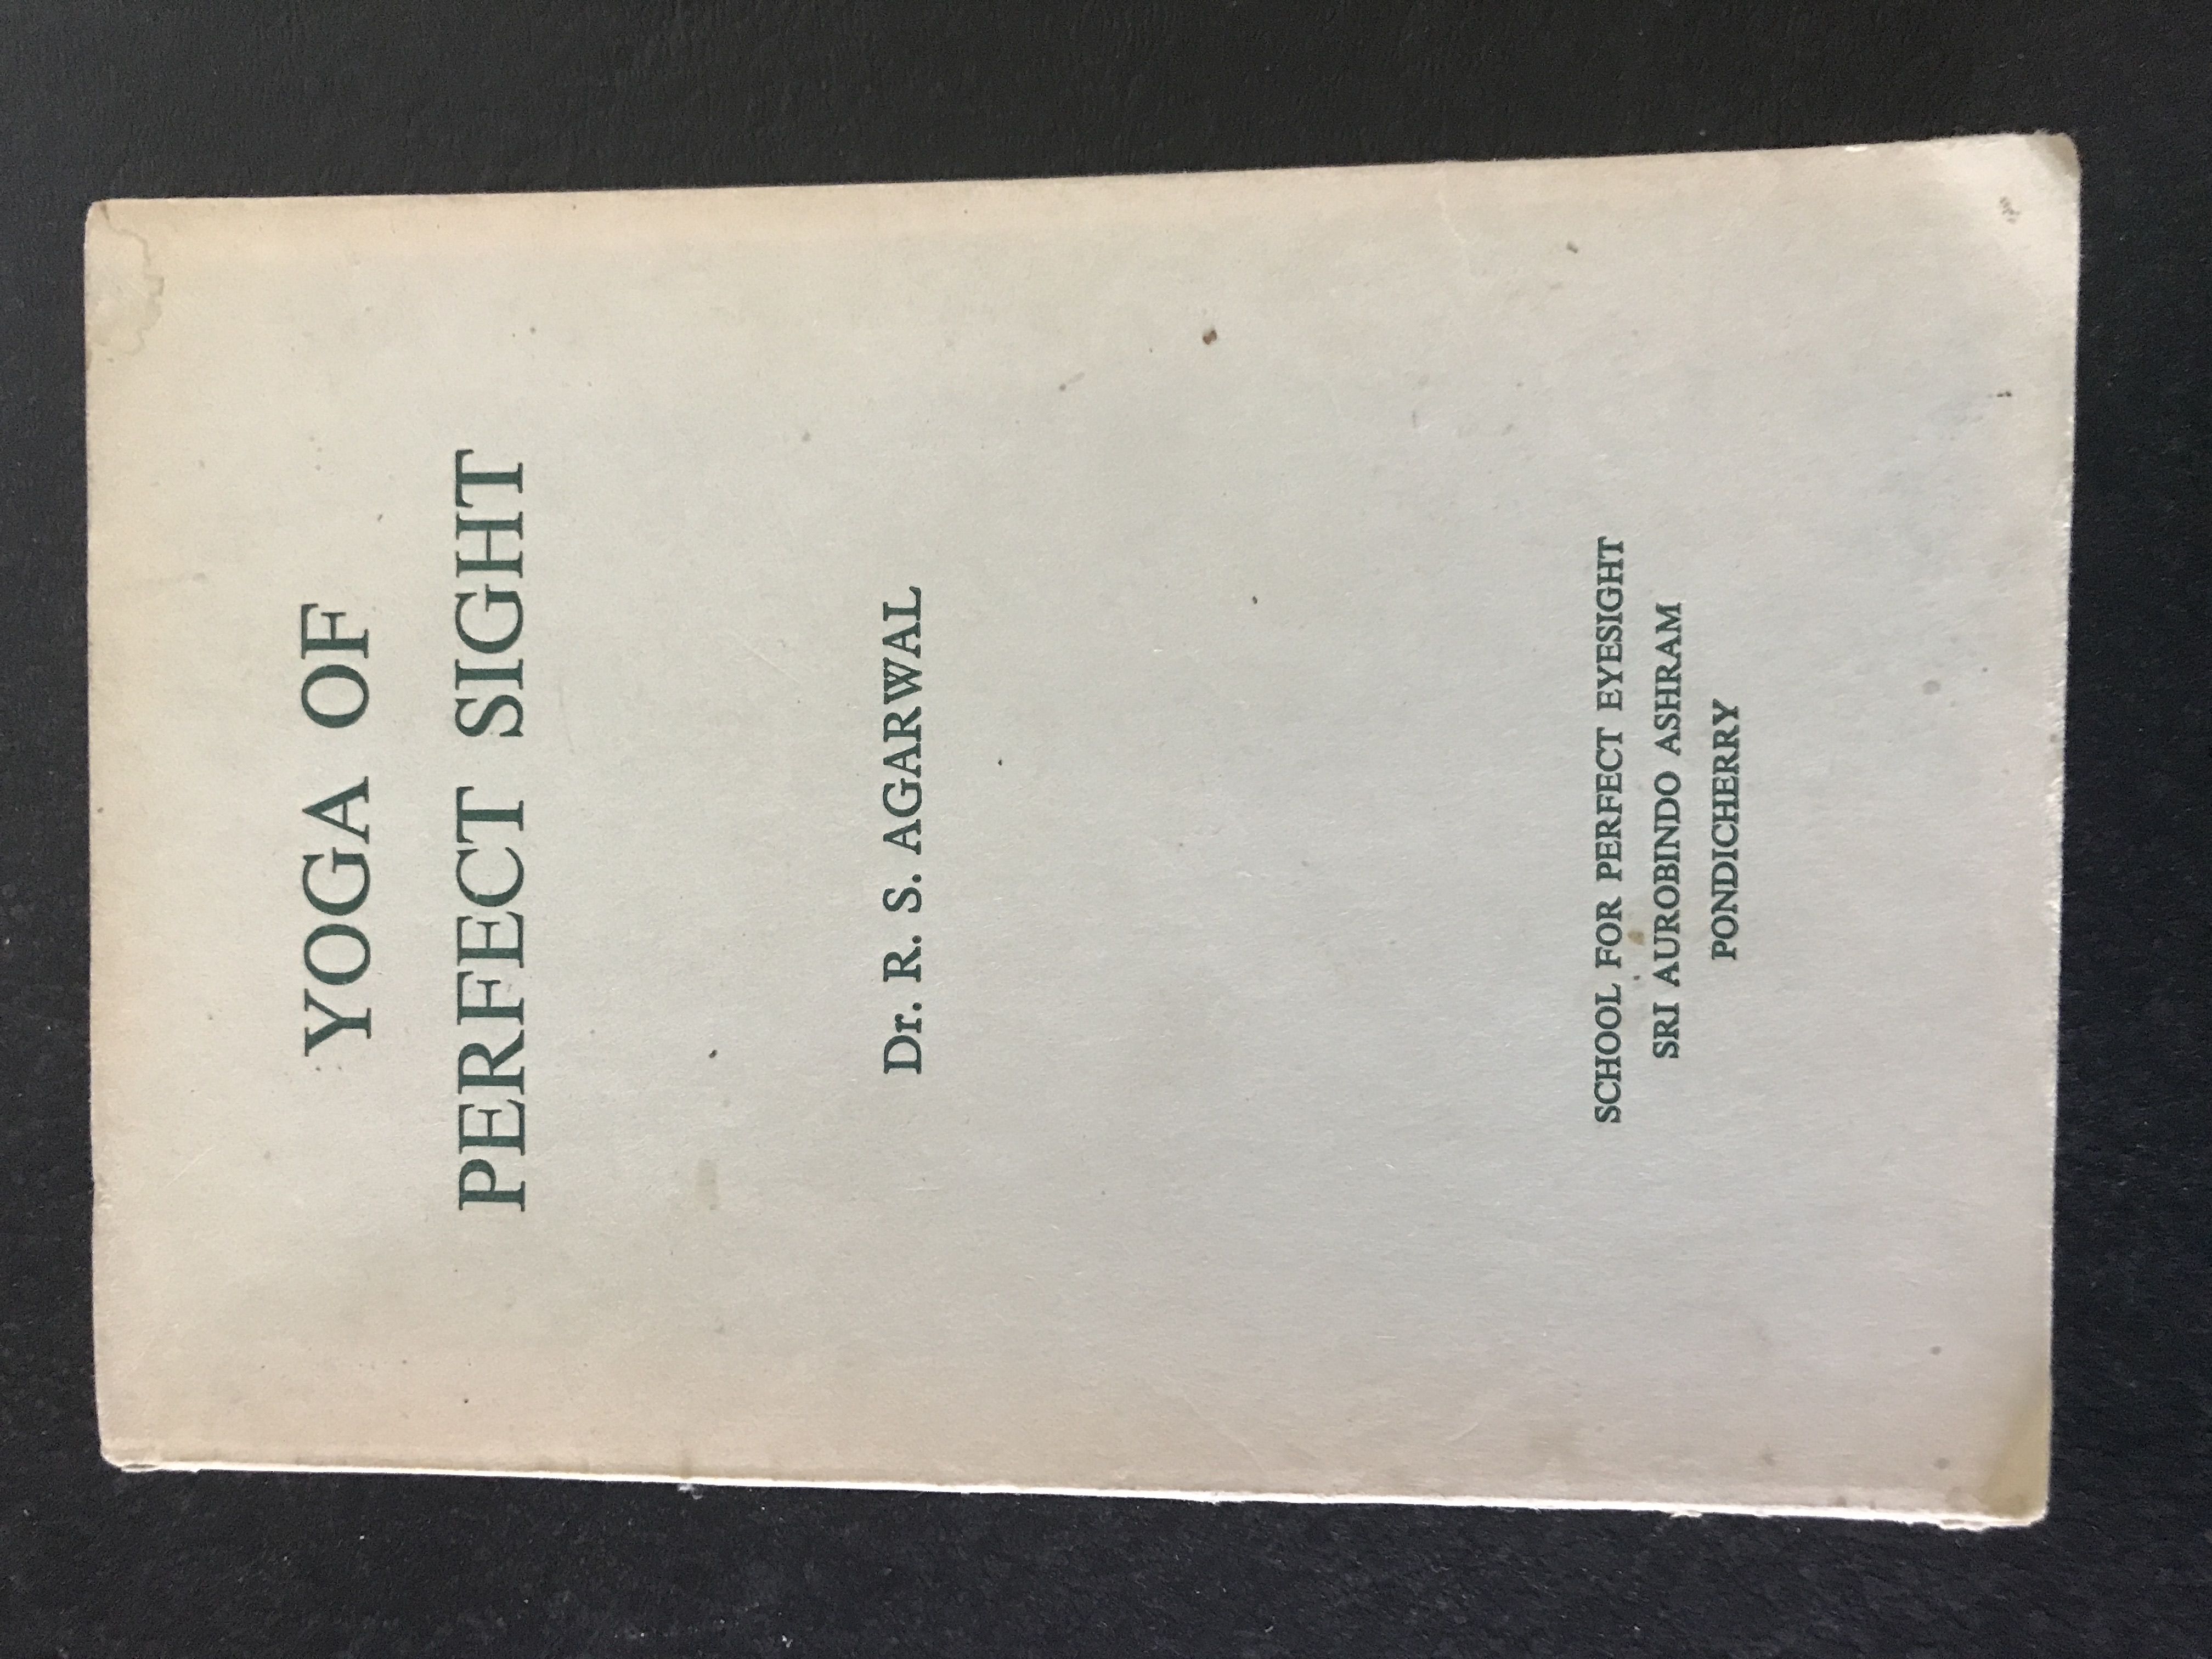 YOGA OF
PERFECT SIGHT
Dr. R. S. AGARWAL
SCHOOL FOR PERFECT EYESIGHT
SRI AUROBINDO ASHRAM
PONDICHERRY